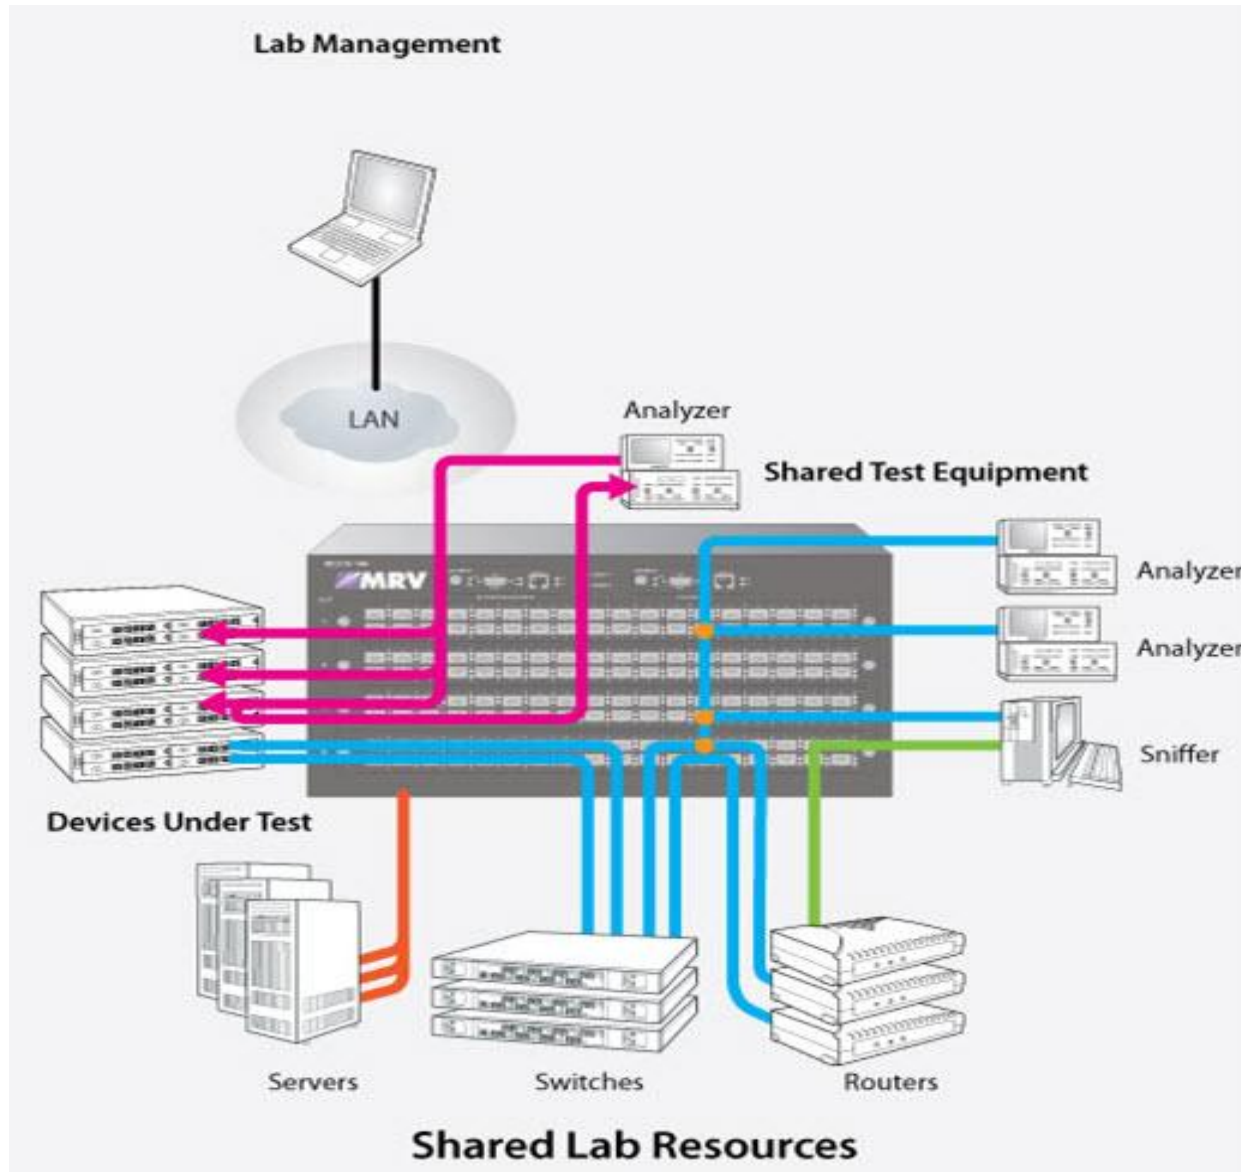 Lab Management
LAN
Analyzer
Shared Test Equipment
Analyzer
MRV
Analyzer
Sniffer
Devices Under Test
Servers
Switches
Routers
Shared Lab Resources